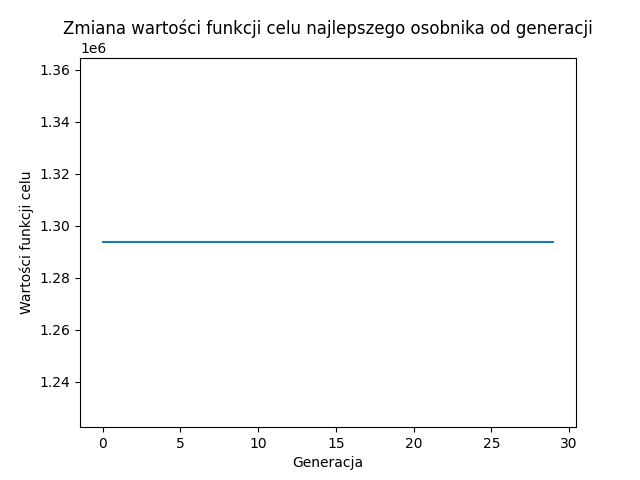 Zmiana wartości funkcji celu najlepszego osobnika od generacji
1e6
1.36
1.34
1.32
1.30
1.28
1.26
1.24
Wartości funkcji celu
0 5 10 15 20 25 30
Generacja